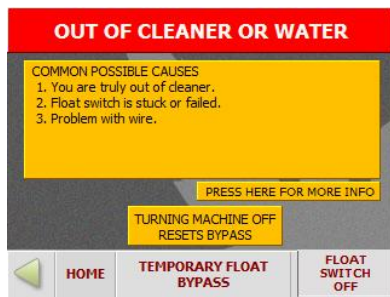 OUT OF CLEANER OR WATER
COMMON POSSIBLE CAUSES
1. You are truly out of cleaner.
2. Float switch is stuck or failed.
3. Problem with wire.
PRESS HERE FOR MORE INFO
TURNING MACHINE OFF
RESETS BYPASS
HOME
TEMPORARY FLOAT
BYPASS
FLOAT
SWITCH
OFF